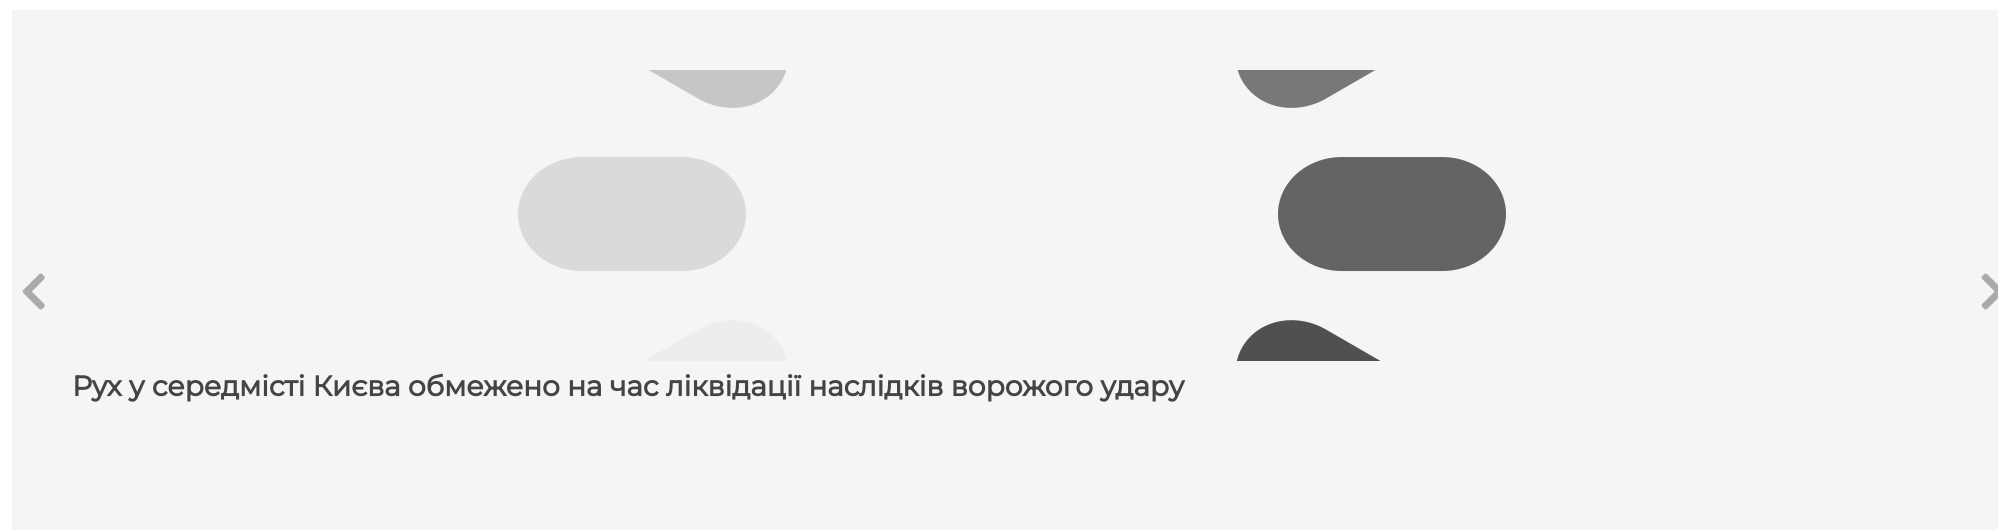 Рух у середмісті Києва обмежено на час ліквідації наслідків ворожого удару